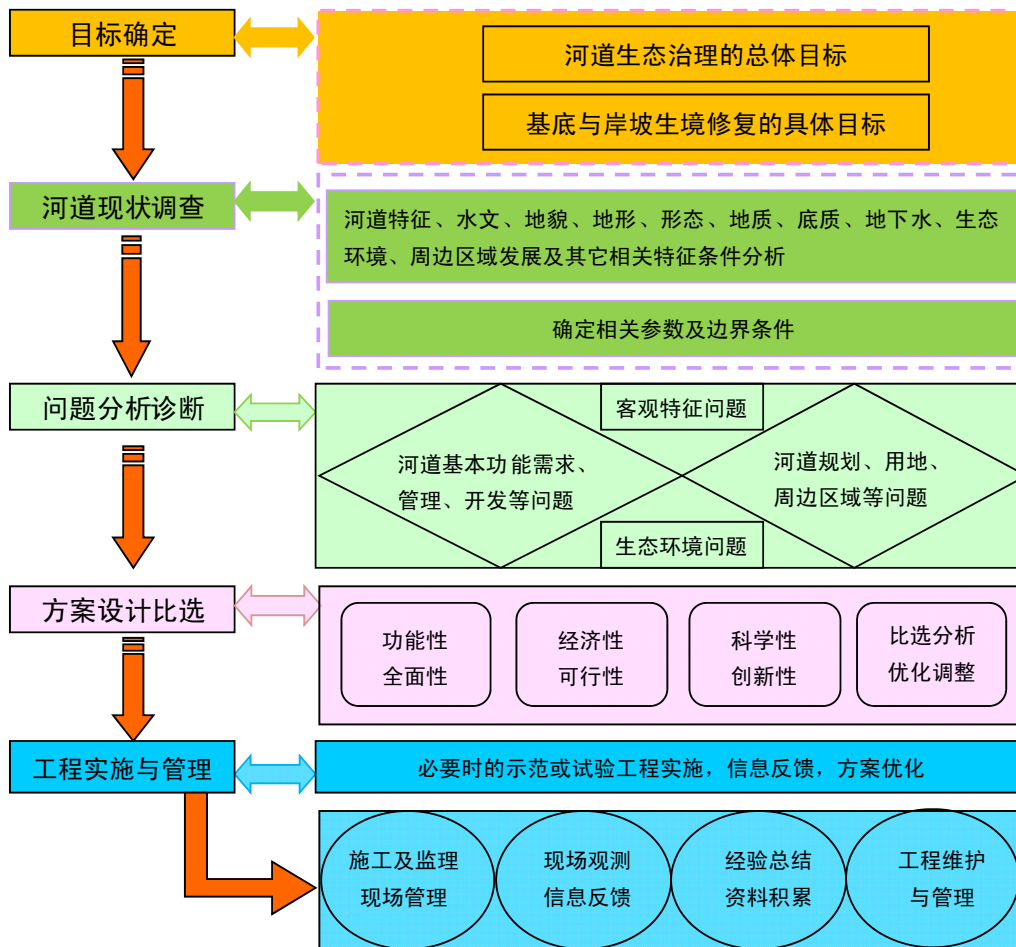 目标确定
河道生态治理的总体目标
基底与岸坡生境修复的具体目标
河道现状调查
河道特征、水文、地貌、地形、形态、地质、底质、地下水、生态
环境、周边区域发展及其它相关特征条件分析
确定相关参数及边界条件
问题分析诊断
客观特征问题
河道基本功能需求、
管理、开发等问题
河道规划、用地、
周边区域等问题
生态环境问题
方案设计比选
功能性
全面性
经济性
可行性
科学性
创新性
比选分析
优化调整
工程实施与管理
必要时的示范或试验工程实施，信息反馈，方案优化
施工及监理
现场管理
现场观测
信息反馈
经验总结
资料积累
工程维护
与管理